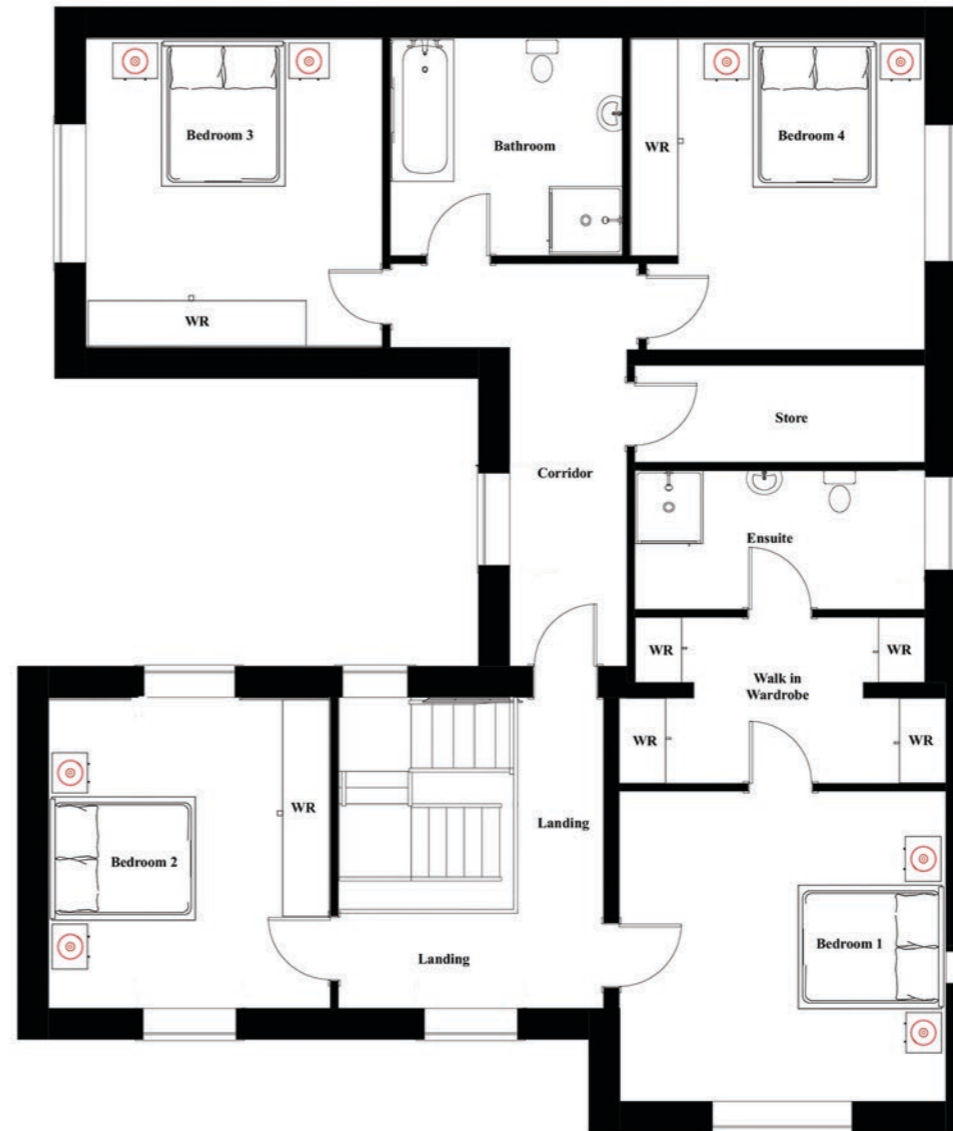 Bedroom 3
Bathroom
WR
Bedroom 4
WR
Store
Corridor
Ensuite
WR
Walk in
Wardrobe
WR
WR
WR
WR
Landing
Bedroom 2
Bedroom 1
Landing